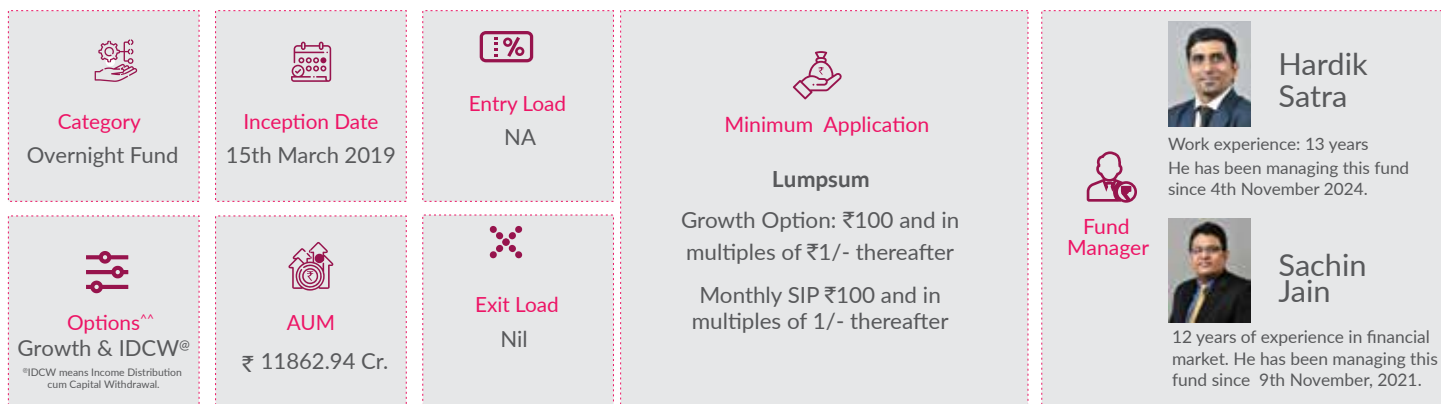 Category
Overnight Fund
Inception Date
15th March 2019
Entry Load
NA
Options^^
Growth & IDCW@
@IDCW means Income Distribution
cum Capital Withdrawal.
AUM
₹ 11862.94 Cr.
Exit Load
Nil
Minimum Application
Lumpsum
Growth Option: ₹100 and in
multiples of ₹1/- thereafter
Monthly SIP ₹100 and in
multiples of 1/- thereafter
Fund
Manager
Hardik
Satra
Work experience: 13 years
He has been managing this fund
since 4th November 2024.
Sachin
Jain
12 years of experience in financial
market. He has been managing this
fund since 9th November, 2021.